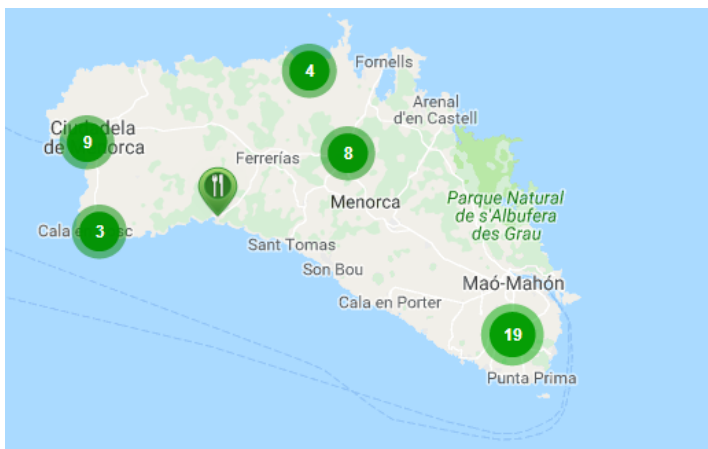 4
Fornells
Arenal
d'en Castell
9
8
Ferrerías
Menorca
Parque Natural
de s'Albufera
des Grau
3
Sant Tomas
Son Bou
Maó-Mahón
Cala en Porter
19
Punta Prima